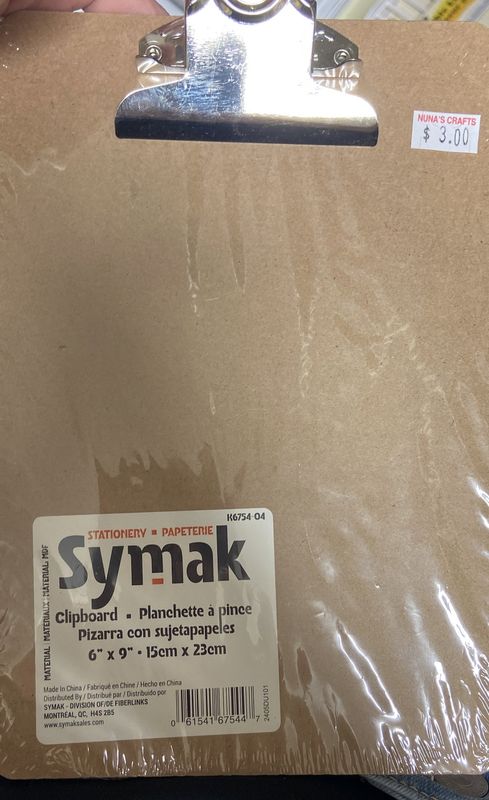 NUNA'S CRAFTS
$ 3.00
K6754-04
STATIONERY ▪ PAPETERIE
Symak
Clipboard ▪ Planchette à pince
Pizarra con sujetapapeles
6" x 9" • 15cm x 23cm
MATERIAL / MATERIAUX / MATERIAL: MDF
Made In China / Fabriqué en Chine / Hecho en China
Distributed By / Distribué par / Distribuido por
SYMAK - DIVISION OF/DE FIBERLINKS
MONTRÉAL, QC, H4S 2B5
www.symaksales.com
0 61541 67544 7
2405DU101